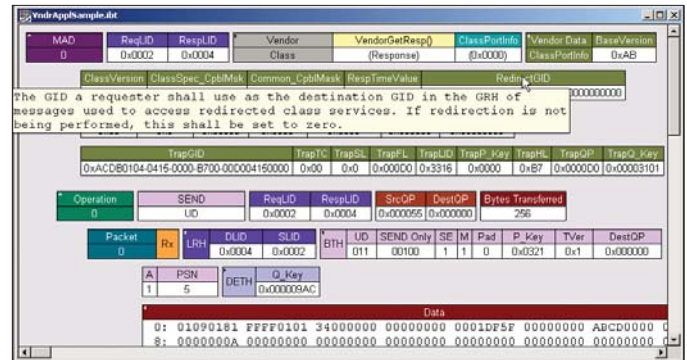 VndrApplSample.ibt
MAD ReqLID RespLID Vendor VendorGetResp() ClassPortInfo Vendor Data BaseVersion
0 0x0002 0x0004 Class (Response) (0x0000) ClassPortInfo 0xAB
ClassVersion ClassSpec_CpblMsk Common_CpblMask RespTimeValue RedirectGID
The GID a requester shall use as the destination GID in the GRH of
messages used to access redirected class services. If redirection is not
being performed, this shall be set to zero.
TrapGID TrapTC TrapSL TrapFL TrapLID TrapP_Key TrapHL TrapQP TrapQ_Key
0xACDB0104-0415-0000-B700-00D004150000 0x00 0x0 0x000D0 0x3316 0x0000 0xB7 0x0000D0 0x00003101
Operation SEND ReqLID RespLID SrcQP DestQP Bytes Transferred
0 UD 0x0002 0x0004 0x000055 0x000000 256
Packet Rx LRH DLID SLID BTH UD SEND Only SE M Pad P_Key TVer DestQP
0 0x0004 0x0002 011 00100 1 1 0 0x0321 0x1 0x000000
A PSN DETH Q_Key
1 5 0x000009AC
Data
0: 01090181 FFFF0101 34000000 00000000 0001DF5F 00000000 ABCD0000
8: 0000000A 00000000 00000000 00000000 00000000 00000000 00000000